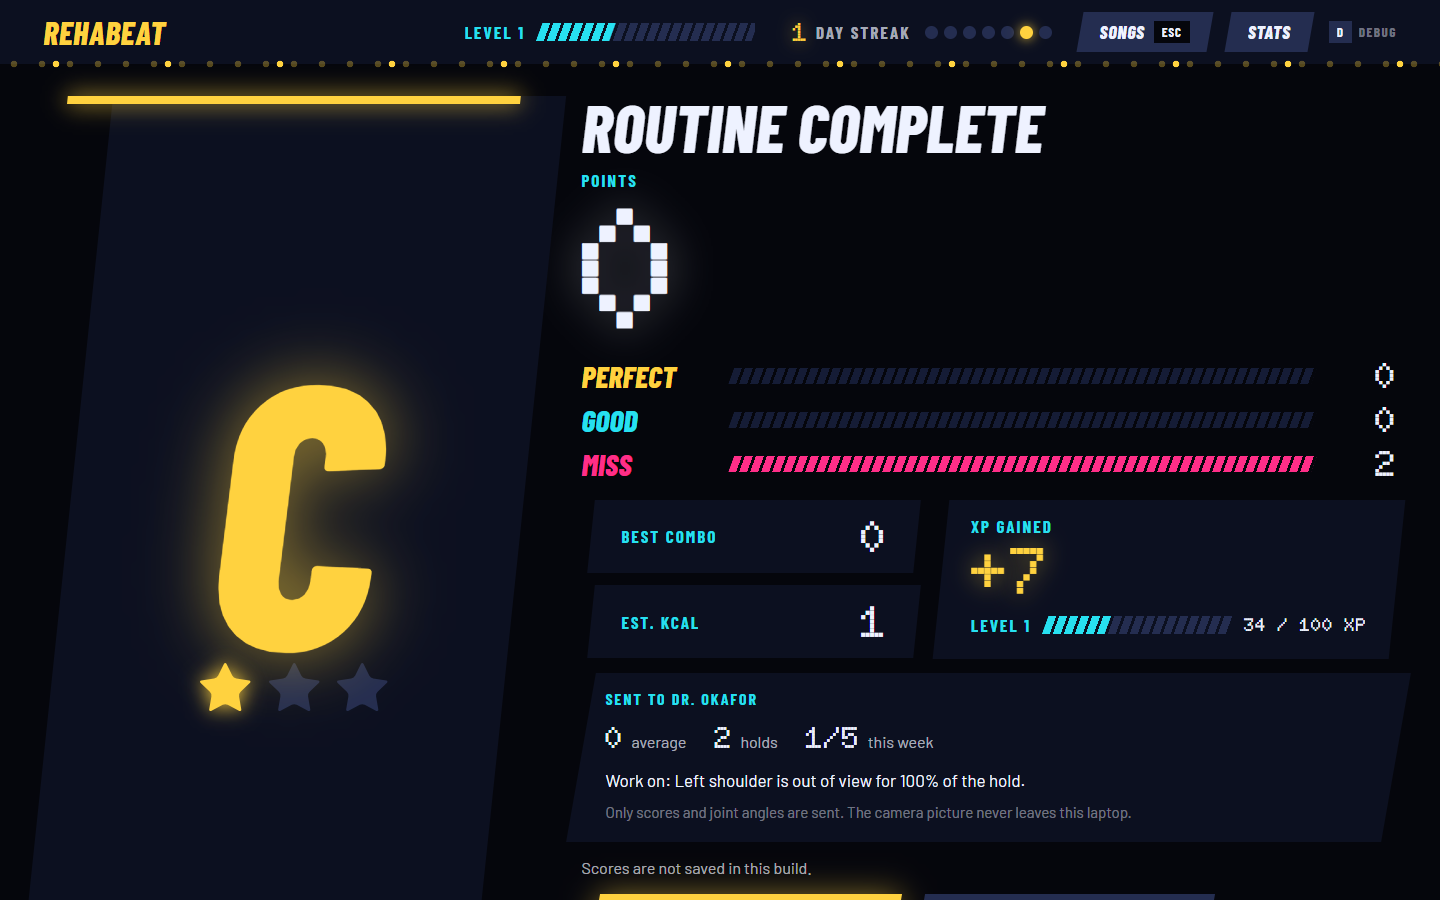 REHABEAT
LEVEL 1
1 DAY STREAK
SONGS ESC
STATS
D DEBUG
ROUTINE COMPLETE
POINTS
0
PERFECT 0
GOOD 0
MISS 2
C
BEST COMBO 0
EST. KCAL 1
XP GAINED
+7
LEVEL 1 34 / 100 XP
SENT TO DR. OKAFOR
0 average 2 holds 1/5 this week
Work on: Left shoulder is out of view for 100% of the hold.
Only scores and joint angles are sent. The camera picture never leaves this laptop.
Scores are not saved in this build.